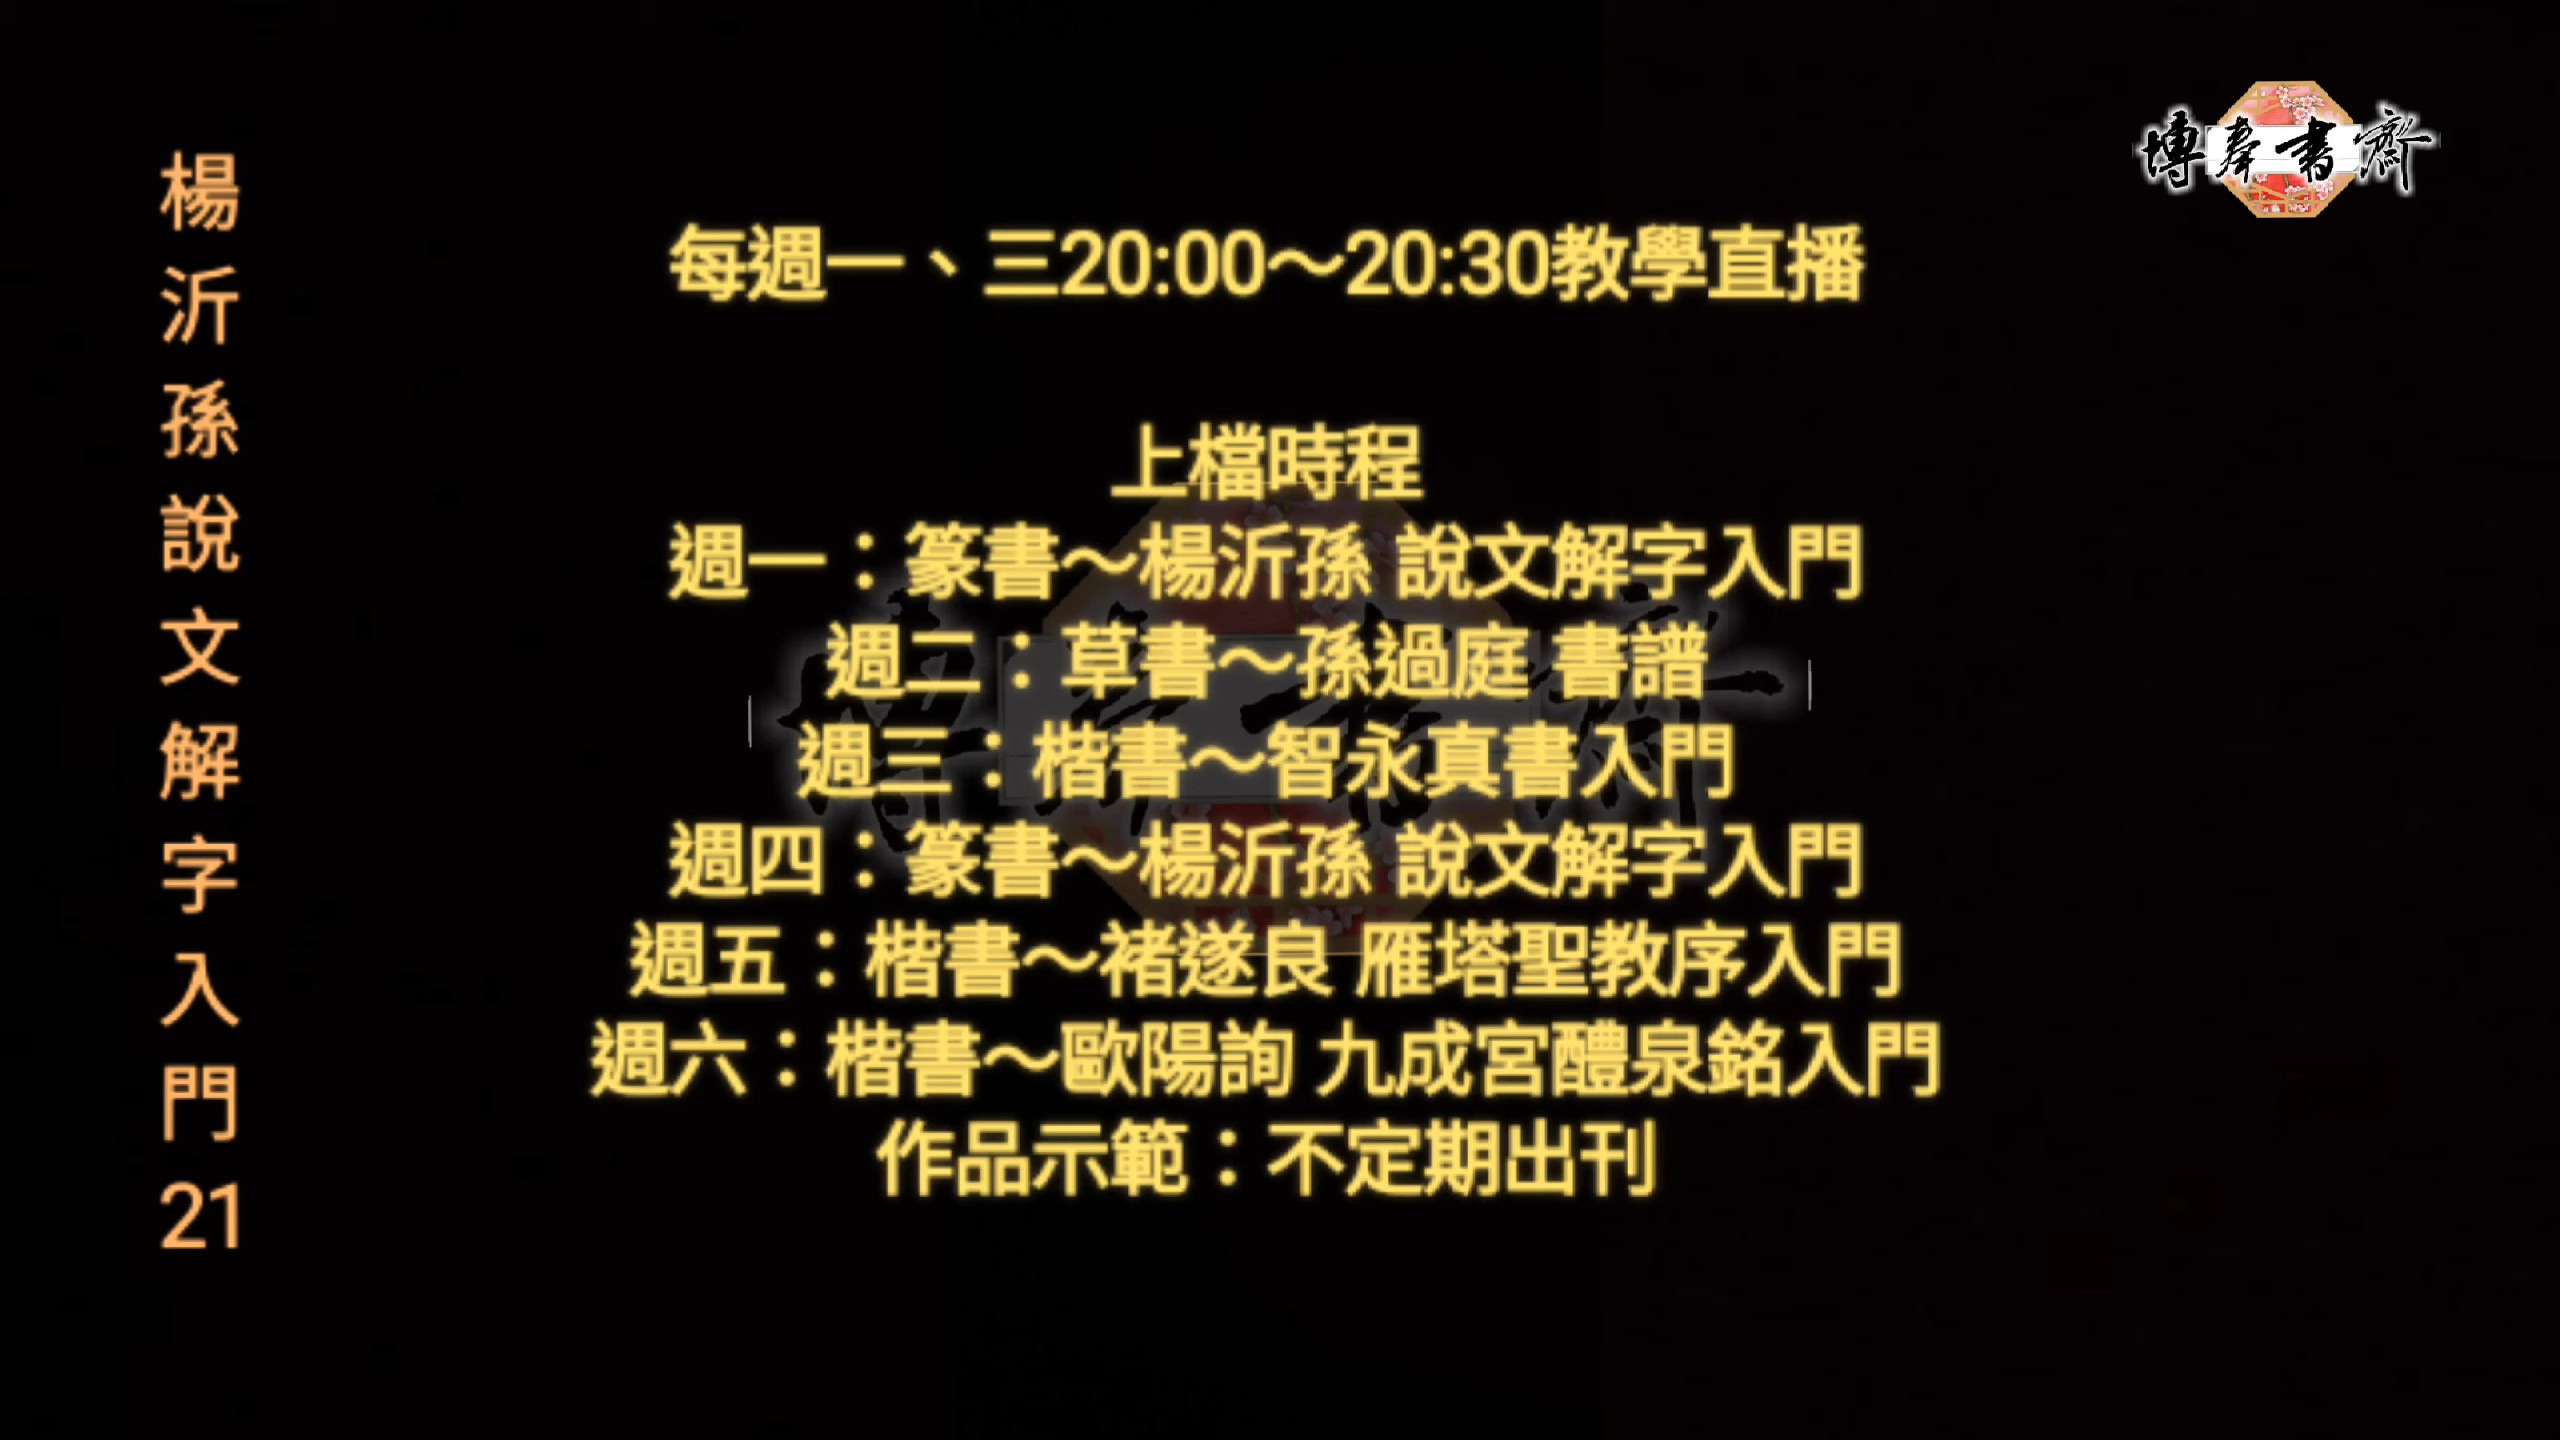 楊沂孫說文解字入門21
博羣書齋
每週一、三20:00～20:30教學直播
上檔時程
週一：篆書～楊沂孫 說文解字入門
週二：草書～孫過庭 書譜
週三：楷書～智永真書入門
週四：篆書～楊沂孫 說文解字入門
週五：楷書～褚遂良 雁塔聖教序入門
週六：楷書～歐陽詢 九成宮醴泉銘入門
作品示範：不定期出刊